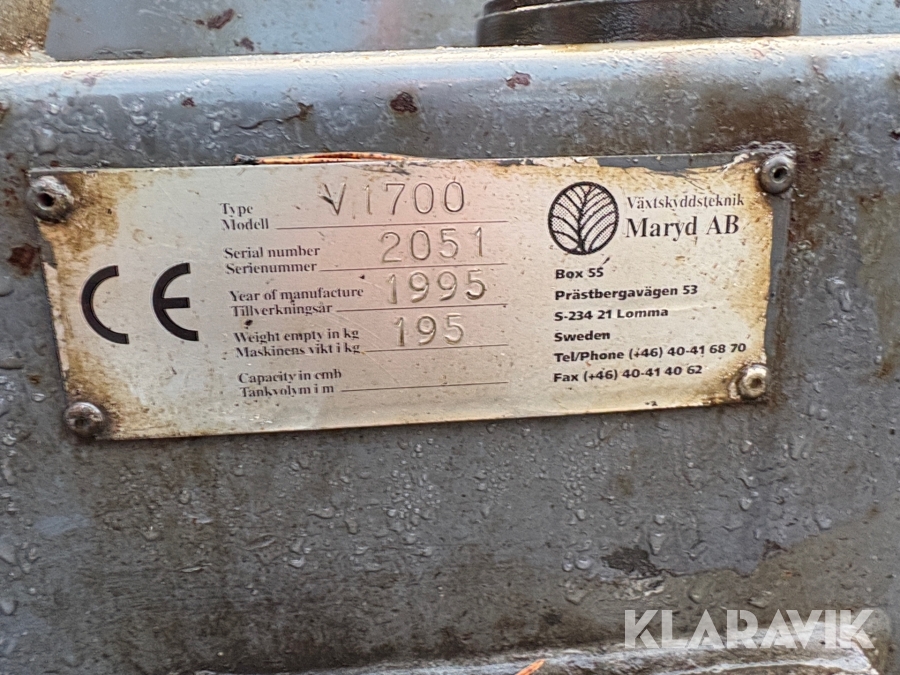 CE
Type V1700
Modell
Serial number 2051
Serienummer
Year of manufacture 1995
Tillverkningsår
Weight empty in kg 195
Maskinens vikt i kg
Capacity in cmb
Tankvolym i m
Växtskyddsteknik
Maryd AB
Box 55
Prästbergavägen 53
S-234 21 Lomma
Sweden
Tel/Phone (+46) 40-41 68 70
Fax (+46) 40-41 40 62
KLARAVIK